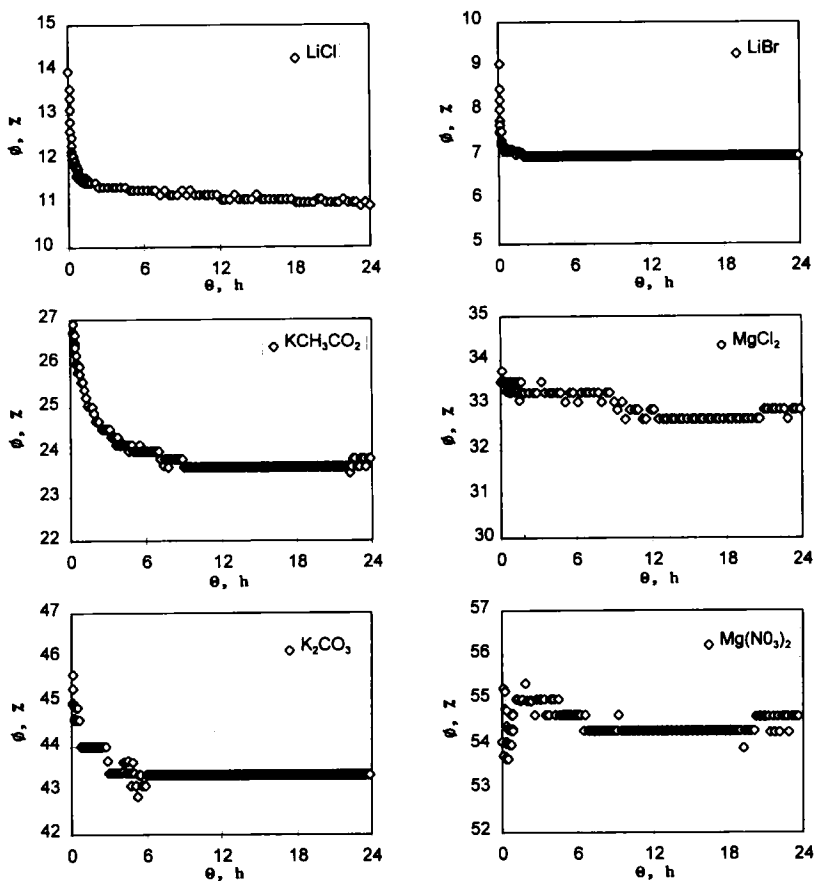 15
14
13
12
11
10
ø, %
◇ LiCl
0 6 12 18 24
θ, h
10
9
8
7
6
5
ø, %
◇ LiBr
0 6 12 18 24
θ, h
27
26
25
24
23
22
ø, %
◇ KCH₃CO₂
0 6 12 18 24
θ, h
35
34
33
32
31
30
ø, %
◇ MgCl₂
0 6 12 18 24
θ, h
47
46
45
44
43
42
ø, %
◇ K₂CO₃
0 6 12 18 24
θ, h
57
56
55
54
53
52
ø, %
◇ Mg(N0₃)₂
0 6 12 18 24
θ, h